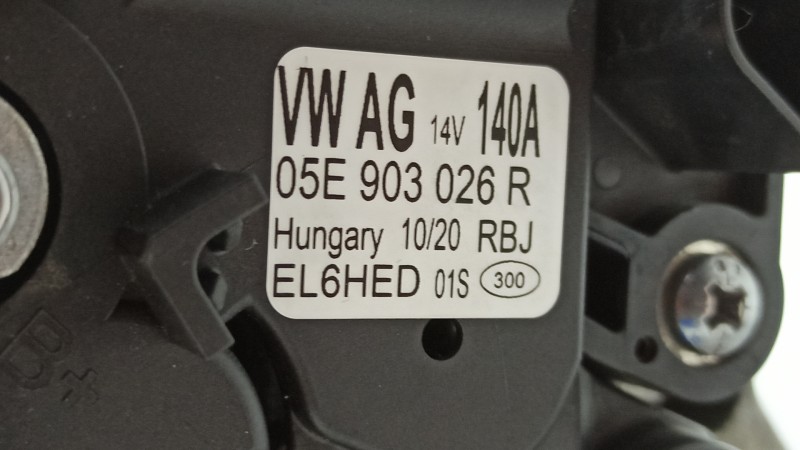 VW AG 14V 140A
05E 903 026 R
Hungary 10/20 RBJ
EL6HED 01S 300
B+